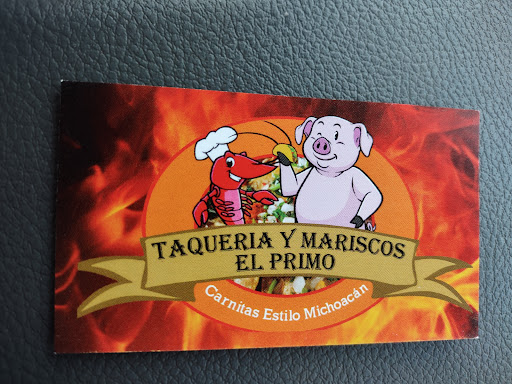 TAQUERIA Y MARISCOS
EL PRIMO
Carnitas Estilo Michoacán